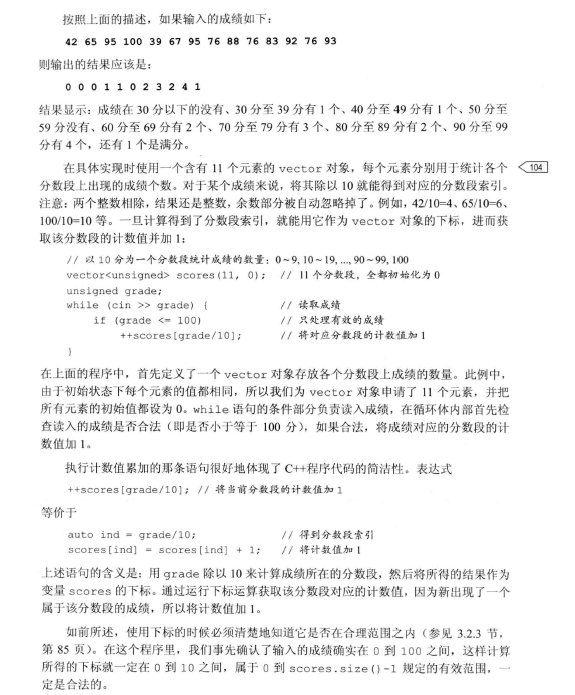 按照上面的描述，如果输入的成绩如下：
42 65 95 100 39 67 95 76 88 76 83 92 76 93
则输出的结果应该是：
0 0 0 1 1 0 2 3 2 4 1
结果显示：成绩在 30 分以下的没有、30 分至 39 分有 1 个、40 分至 49 分有 1 个、50 分至
59 分没有、60 分至 69 分有 2 个、70 分至 79 分有 3 个、80 分至 89 分有 2 个、90 分至 99
分有 4 个，还有 1 个是满分。
在具体实现时使用一个含有 11 个元素的 vector 对象，每个元素分别用于统计各个
104
分数段上出现的成绩个数。对于某个成绩来说，将其除以 10 就能得到对应的分数段索引。
注意：两个整数相除，结果还是整数，余数部分被自动忽略掉了。例如，42/10=4、65/10=6、
100/10=10 等。一旦计算得到了分数段索引，就能用它作为 vector 对象的下标，进而获
取该分数段的计数值并加 1：
// 以 10 分为一个分数段统计成绩的数量：0~9, 10~19, ..., 90~99, 100
vector<unsigned> scores(11, 0); // 11 个分数段，全都初始化为 0
unsigned grade;
while (cin >> grade) { // 读取成绩
if (grade <= 100) // 只处理有效的成绩
++scores[grade/10]; // 将对应分数段的计数值加 1
}
在上面的程序中，首先定义了一个 vector 对象存放各个分数段上成绩的数量。此例中，
由于初始状态下每个元素的值都相同，所以我们为 vector 对象申请了 11 个元素，并把
所有元素的初始值都设为 0。while 语句的条件部分负责读入成绩，在循环体内部首先检
查读入的成绩是否合法（即是否小于等于 100 分），如果合法，将成绩对应的分数段的计
数值加 1。
执行计数值累加的那条语句很好地体现了 C++程序代码的简洁性。表达式
++scores[grade/10]; // 将当前分数段的计数值加 1
等价于
auto ind = grade/10; // 得到分数段索引
scores[ind] = scores[ind] + 1; // 将计数值加 1
上述语句的含义是：用 grade 除以 10 来计算成绩所在的分数段，然后将所得的结果作为
变量 scores 的下标。通过运行下标运算获取该分数段对应的计数值，因为新出现了一个
属于该分数段的成绩，所以将计数值加 1。
如前所述，使用下标的时候必须清楚地知道它是否在合理范围之内（参见 3.2.3 节，
第 85 页）。在这个程序里，我们事先确认了输入的成绩确实在 0 到 100 之间，这样计算
所得的下标就一定在 0 到 10 之间，属于 0 到 scores.size()-1 规定的有效范围，一
定是合法的。